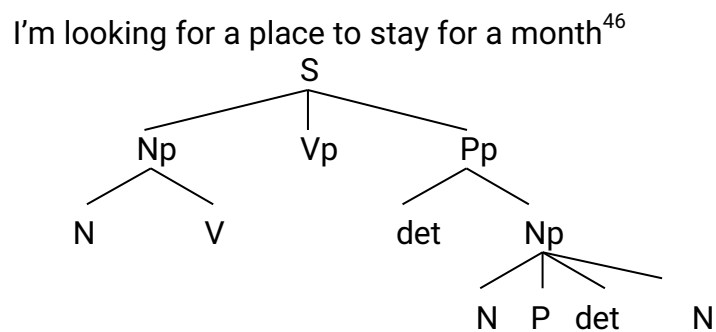 I'm looking for a place to stay for a month46
S
Np Vp Pp
N V det Np
N P det N